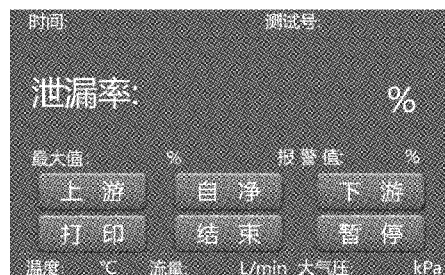 时间: 测试号:
泄漏率: %
最大值: % 报警值: %
上游 自净 下游
打印 结束 暂停
温度: ℃ 流量: L/min 大气压: kPa